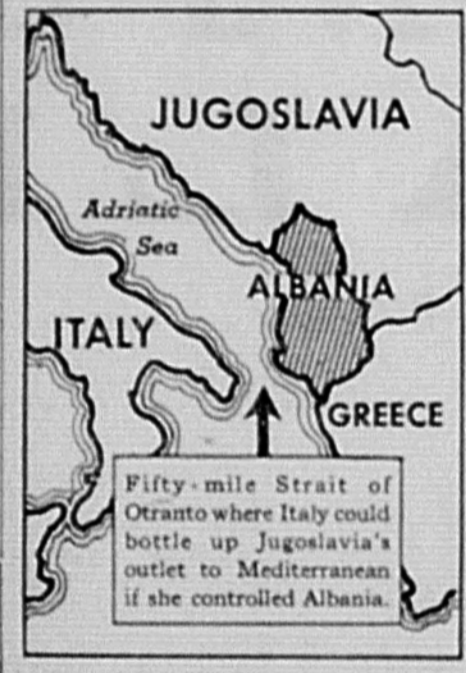 JUGOSLAVIA
Adriatic
Sea
ALBANIA
ITALY
GREECE
Fifty-mile Strait of
Otranto where Italy could
bottle up Jugoslavia's
outlet to Mediterranean
if she controlled Albania.